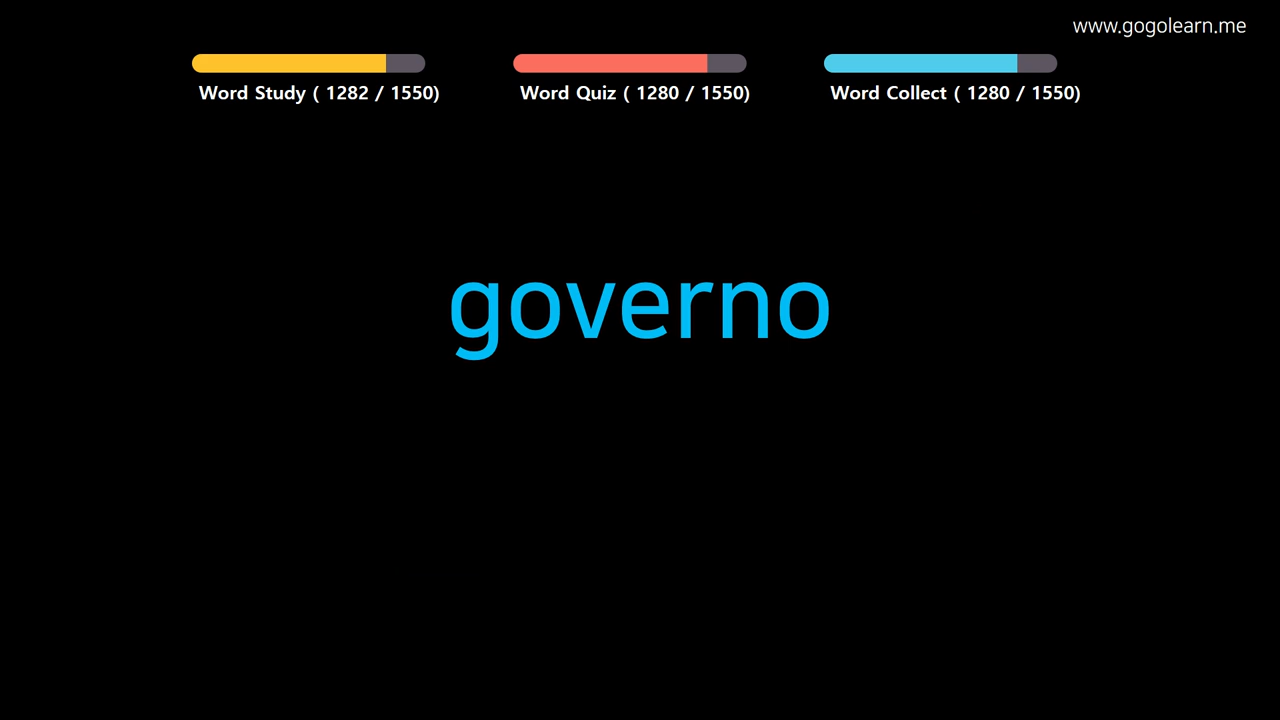 www.gogolearn.me
Word Study ( 1282 / 1550)
Word Quiz ( 1280 / 1550)
Word Collect ( 1280 / 1550)
governo